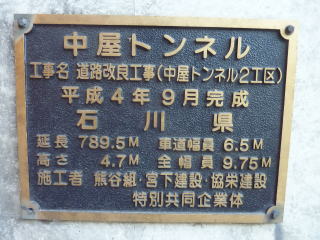 中屋トンネル
工事名 道路改良工事(中屋トンネル2工区)
平成4年9月完成
石川県
延長 789.5M 車道幅員 6.5M
高さ 4.7M 全幅員 9.75M
施工者 熊谷組・宮下建設・協栄建設
特別共同企業体